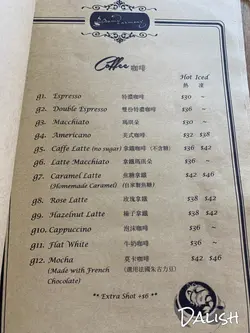 Coffee 咖啡
Hot Iced
熱 凍
g1. Espresso 特濃咖啡 $30 ~
g2. Double Espresso 雙份特濃咖啡 $36 ~
g3. Macchiato 瑪琪朵 $30 ~
g4. Americano 美式咖啡 $32 $38
g5. Caffe Latte (no sugar) 拿鐵咖啡 (不含糖) $36 $42
g6. Latte Macchiato 拿鐵瑪琪朵 $36 ~
g7. Caramel Latte 焦糖拿鐵 $42 $46
(Homemade Caramel) (自家製焦糖)
g8. Rose Latte 玫瑰拿鐵 $38 $42
g9. Hazelnut Latte 榛子拿鐵 $38 $42
g10. Cappuccino 泡沫咖啡 $36 ~
g11. Flat White 牛奶咖啡 $36 ~
g12. Mocha 莫卡咖啡 $38 $42
(Made with French (選用法國朱古力豆)
Chocolate)
** Extra Shot +$6 **
DALISH